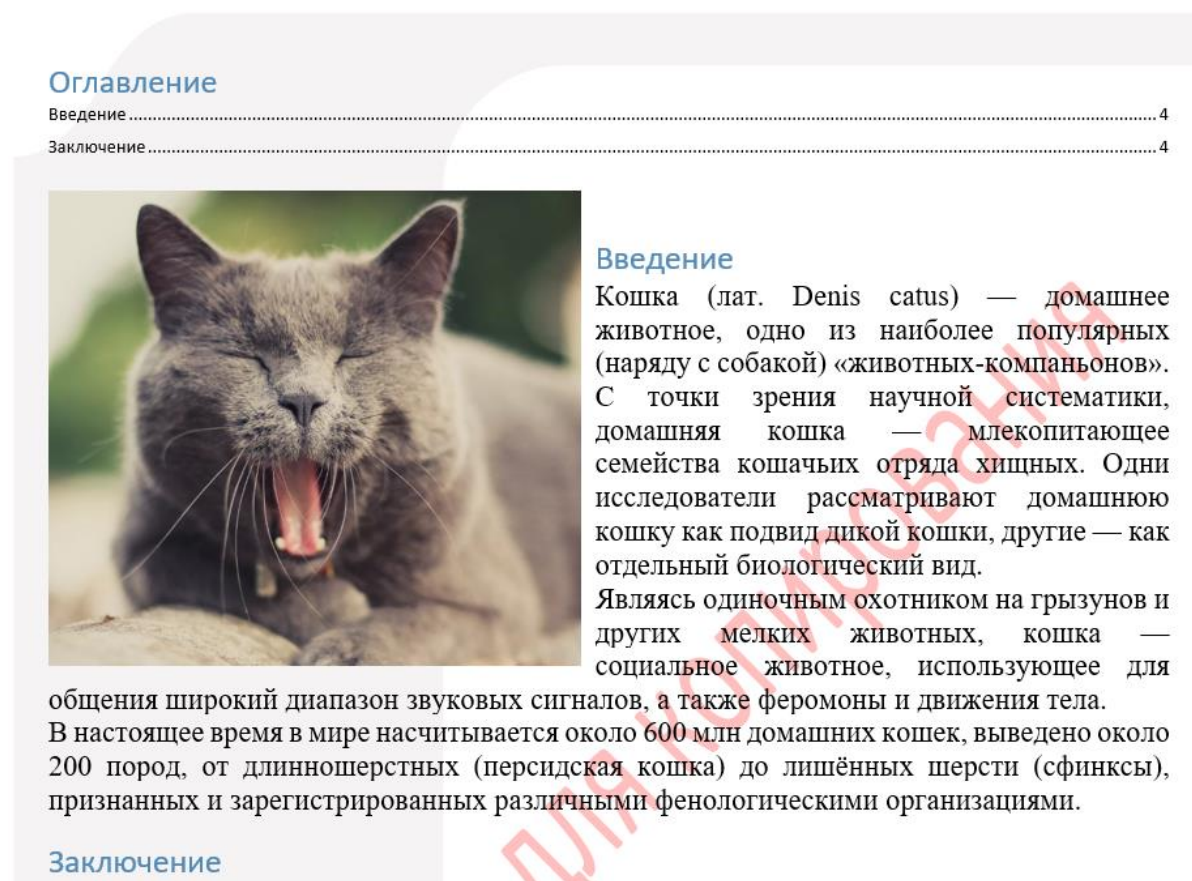 Оглавление
Введение 4
Заключение 4
Введение
Кошка (лат. Denis catus) — домашнее
животное, одно из наиболее популярных
(наряду с собакой) «животных-компаньонов».
С точки зрения научной систематики,
домашняя кошка — млекопитающее
семейства кошачьих отряда хищных. Одни
исследователи рассматривают домашнюю
кошку как подвид дикой кошки, другие — как
отдельный биологический вид.
Являясь одиночным охотником на грызунов и
других мелких животных, кошка —
социальное животное, использующее для
общения широкий диапазон звуковых сигналов, а также феромоны и движения тела.
В настоящее время в мире насчитывается около 600 млн домашних кошек, выведено около
200 пород, от длинношерстных (персидская кошка) до лишённых шерсти (сфинксы),
признанных и зарегистрированных различными фенологическими организациями.
Заключение
для копирования